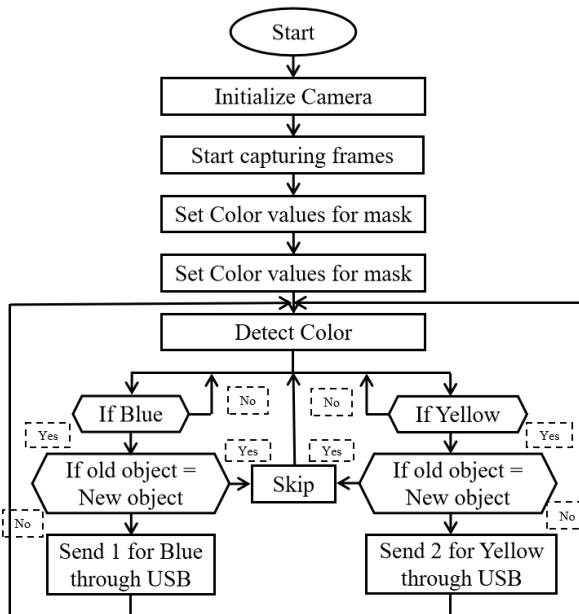 Start
Initialize Camera
Start capturing frames
Set Color values for mask
Set Color values for mask
Detect Color
No
No
If Blue
If Yellow
Yes
Yes
Yes
Yes
If old object =
New object
Skip
If old object =
New object
No
No
Send 1 for Blue
through USB
Send 2 for Yellow
through USB